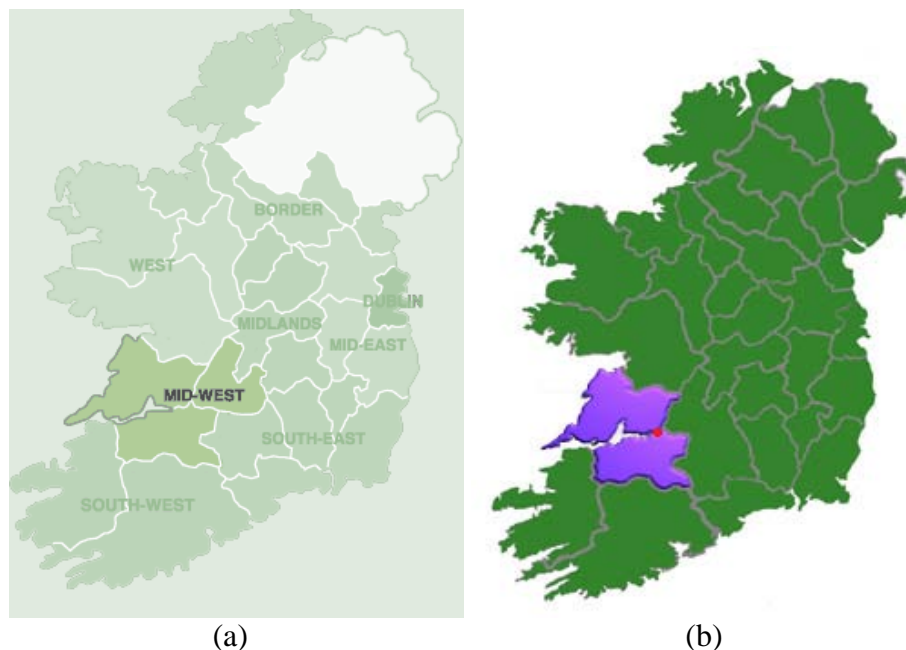 BORDER
WEST
DUBLIN
MIDLANDS
MID-EAST
MID-WEST
SOUTH-EAST
SOUTH-WEST
(a)
(b)